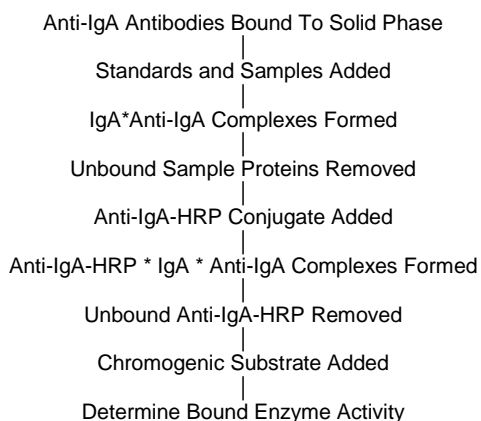 Anti-IgA Antibodies Bound To Solid Phase
Standards and Samples Added
IgA*Anti-IgA Complexes Formed
Unbound Sample Proteins Removed
Anti-IgA-HRP Conjugate Added
Anti-IgA-HRP * IgA * Anti-IgA Complexes Formed
Unbound Anti-IgA-HRP Removed
Chromogenic Substrate Added
Determine Bound Enzyme Activity